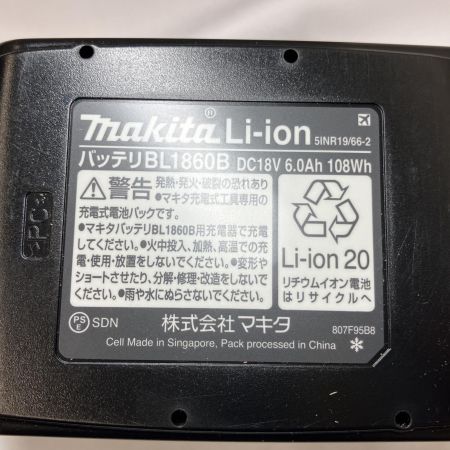 makita® Li-ion 5INR19/66-2
バッテリBL1860B DC18V 6.0Ah 108Wh
警告 発熱・発火・破裂の恐れあり
●マキタ充電式工具専用の
充電式電池パックです。
●マキタバッテリBL1860B用充電器で充電
してください。●火中投入、加熱、高温での充
電・使用・放置をしないでください。●変形や
ショートさせたり、分解・修理・改造をしないで
ください。●雨や水にぬらさないでください。
Li-ion 20
リチウムイオン電池
はリサイクルへ
PSE SDN 株式会社マキタ 807F95B8
Cell Made in Singapore, Pack processed in China
>PC<